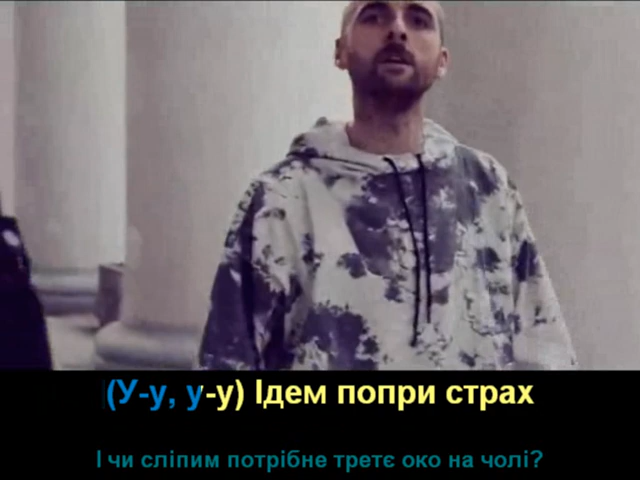 (У-у, у-у) Ідем попри страх
І чи сліпим потрібне третє око на чолі?